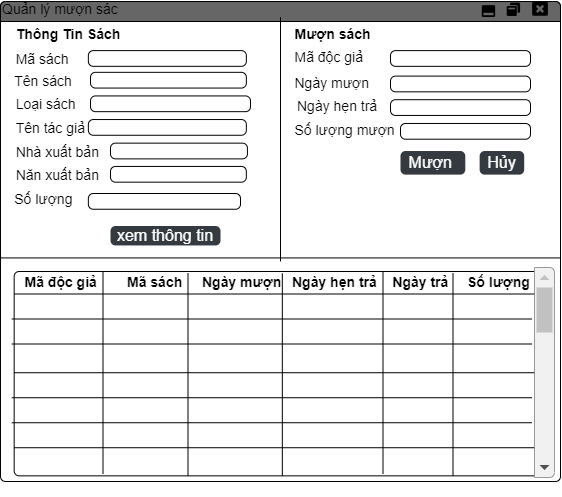 Quản lý mượn sác
Thông Tin Sách
Mã sách
Tên sách
Loại sách
Tên tác giả
Nhà xuất bản
Năn xuất bản
Số lượng
xem thông tin
Mượn sách
Mã độc giả
Ngày mượn
Ngày hẹn trả
Số lượng mượn
Mượn Hủy
Mã độc giả Mã sách Ngày mượn Ngày hẹn trả Ngày trả Số lượng